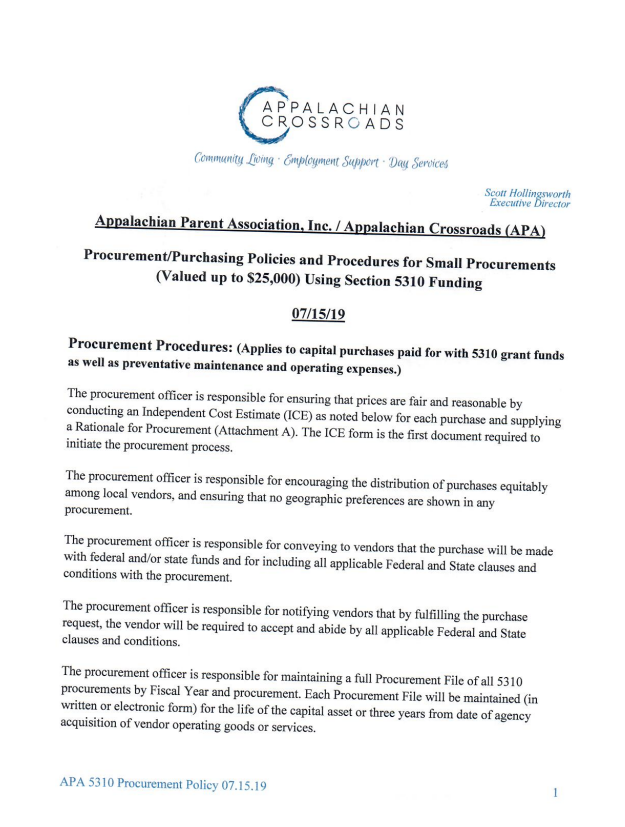 APPALACHIAN
CROSSROADS
Community Living · Employment Support · Day Services
Scott Hollingsworth
Executive Director
Appalachian Parent Association, Inc. / Appalachian Crossroads (APA)
Procurement/Purchasing Policies and Procedures for Small Procurements
(Valued up to $25,000) Using Section 5310 Funding
07/15/19
Procurement Procedures: (Applies to capital purchases paid for with 5310 grant funds
as well as preventative maintenance and operating expenses.)
The procurement officer is responsible for ensuring that prices are fair and reasonable by
conducting an Independent Cost Estimate (ICE) as noted below for each purchase and supplying
a Rationale for Procurement (Attachment A). The ICE form is the first document required to
initiate the procurement process.
The procurement officer is responsible for encouraging the distribution of purchases equitably
among local vendors, and ensuring that no geographic preferences are shown in any
procurement.
The procurement officer is responsible for conveying to vendors that the purchase will be made
with federal and/or state funds and for including all applicable Federal and State clauses and
conditions with the procurement.
The procurement officer is responsible for notifying vendors that by fulfilling the purchase
request, the vendor will be required to accept and abide by all applicable Federal and State
clauses and conditions.
The procurement officer is responsible for maintaining a full Procurement File of all 5310
procurements by Fiscal Year and procurement. Each Procurement File will be maintained (in
written or electronic form) for the life of the capital asset or three years from date of agency
acquisition of vendor operating goods or services.
APA 5310 Procurement Policy 07.15.19
1